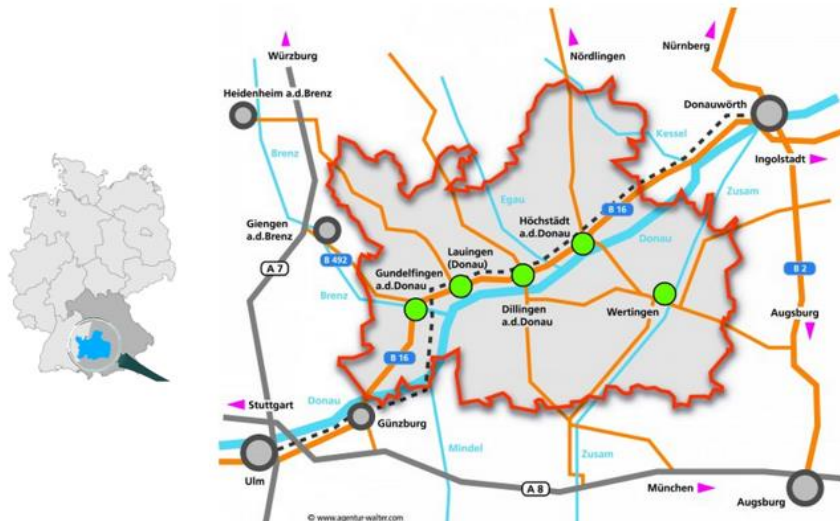 Würzburg
Nördlingen
Nürnberg
Heidenheim a.d.Brenz
Donauwörth
Kessel
Ingolstadt
Brenz
Egau
Zusam
Giengen
a.d.Brenz
Höchstädt
a.d.Donau
B 16
Donau
B 492
A 7
Lauingen
(Donau)
Gundelfingen
a.d.Donau
B 2
Brenz
Dillingen
a.d.Donau
Wertingen
Augsburg
B 16
Stuttgart
Donau
Günzburg
Mindel
Zusam
Ulm
A 8
München
Augsburg
© www.agentur-walter.com